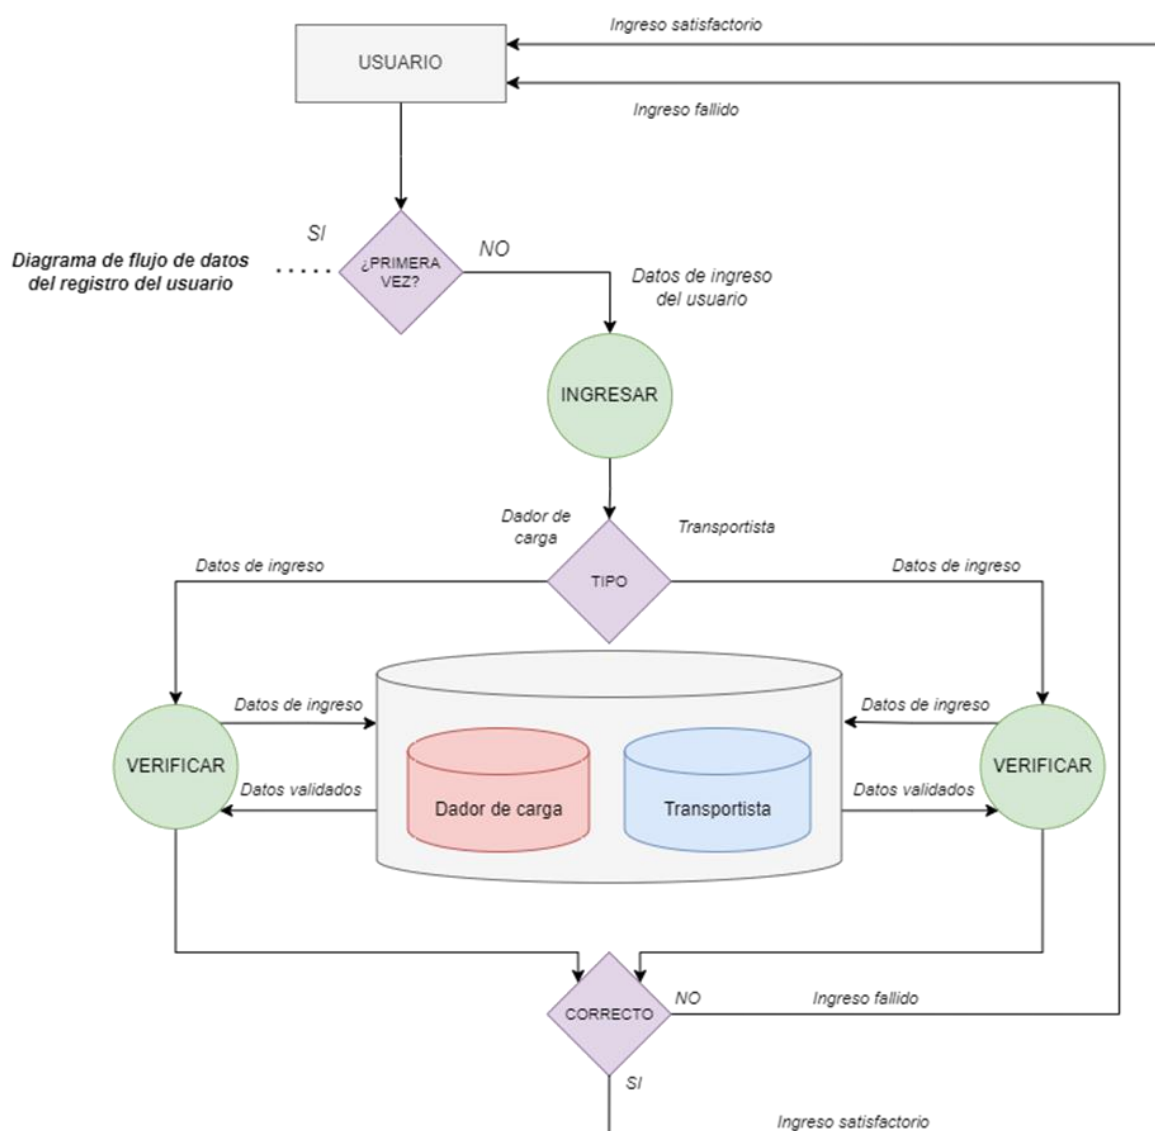 Ingreso satisfactorio
USUARIO
Ingreso fallido
SI
NO
Diagrama de flujo de datos
del registro del usuario
¿PRIMERA
VEZ?
Datos de ingreso
del usuario
INGRESAR
Dador de
carga
Transportista
Datos de ingreso
TIPO
Datos de ingreso
Datos de ingreso
Datos de ingreso
VERIFICAR
VERIFICAR
Datos validados
Datos validados
Dador de carga
Transportista
CORRECTO
NO
Ingreso fallido
SI
Ingreso satisfactorio